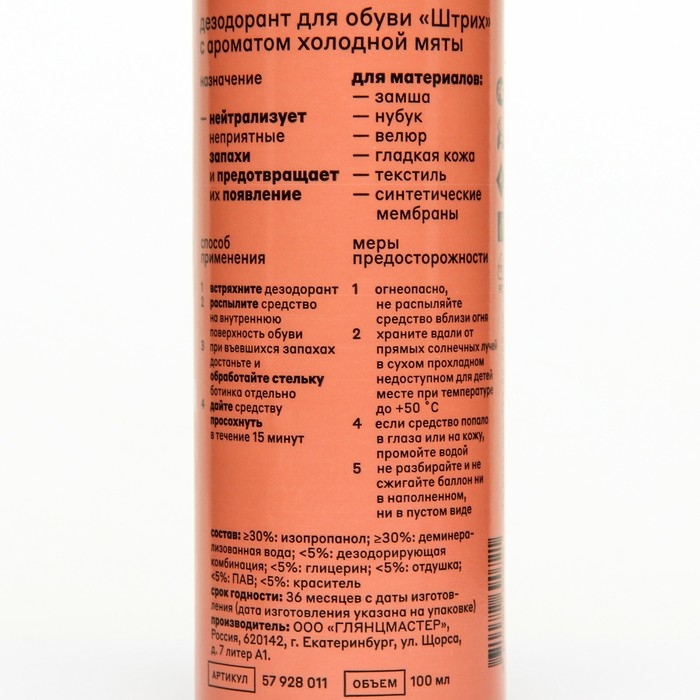 дезодорант для обуви «Штрих»
с ароматом холодной мяты
назначение
— нейтрализует
неприятные
запахи
и предотвращает
их появление
для материалов:
— замша
— нубук
— велюр
— гладкая кожа
— текстиль
— синтетические
мембраны
способ
применения
1 встряхните дезодорант
2 распылите средство
на внутреннюю
поверхность обуви
3 при въевшихся запахах
достаньте и
обработайте стельку
ботинка отдельно
4 дайте средству
просохнуть
в течение 15 минут
меры
предосторожности
1 огнеопасно,
не распыляйте
средство вблизи огня
2 храните вдали от
прямых солнечных лучей
в сухом прохладном
недоступном для детей
месте при температуре
до +50 °C
4 если средство попало
в глаза или на кожу,
промойте водой
5 не разбирайте и не
сжигайте баллон ни
в наполненном,
ни в пустом виде
состав: ≥30%: изопропанол; ≥30%: деминера-
лизованная вода; <5%: дезодорирующая
комбинация; <5%: глицерин; <5%: отдушка;
<5%: ПАВ; <5%: краситель
срок годности: 36 месяцев с даты изготов-
ления (дата изготовления указана на упаковке)
производитель: ООО «ГЛЯНЦМАСТЕР»,
Россия, 620142, г. Екатеринбург, ул. Щорса,
д. 7 литер А1.
АРТИКУЛ 57 928 011 ОБЪЕМ 100 мл